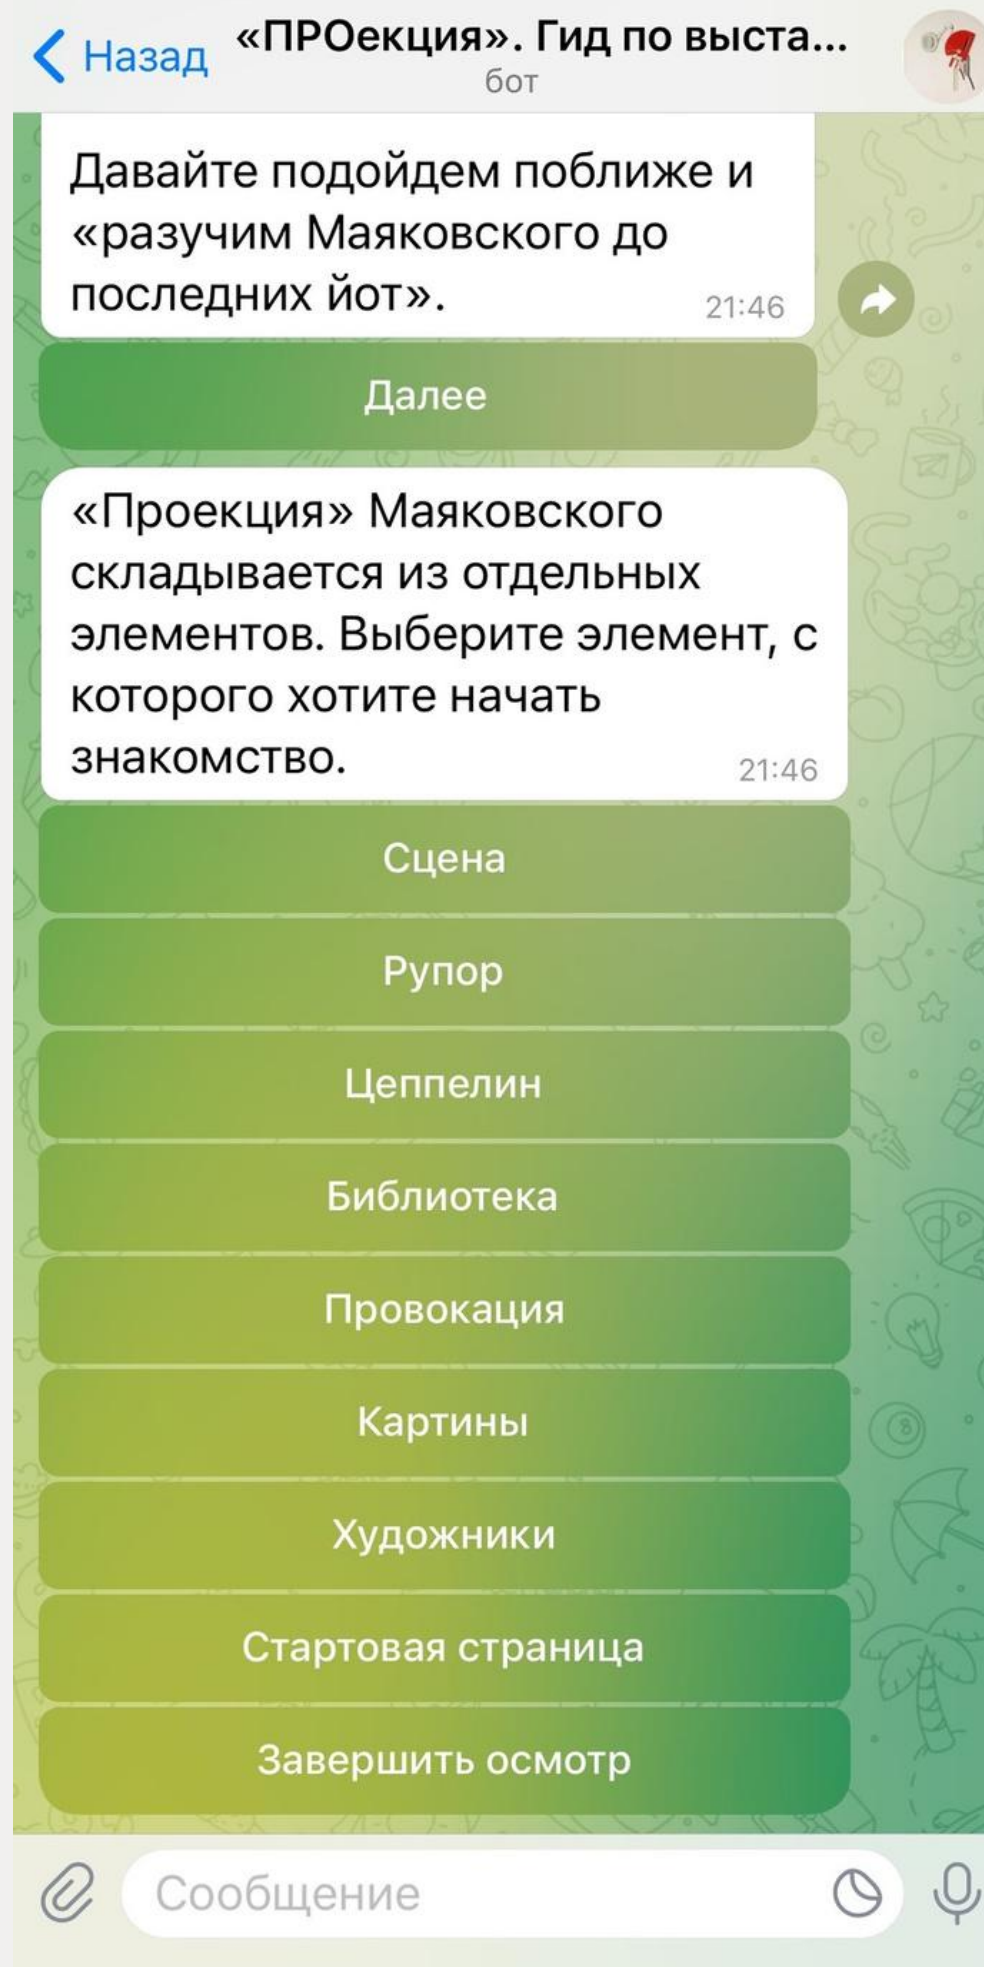 Назад
«ПРОекция». Гид по выста...
бот
Давайте подойдем поближе и
«разучим Маяковского до
последних йот».
21:46
Далее
«Проекция» Маяковского
складывается из отдельных
элементов. Выберите элемент, с
которого хотите начать
знакомство.
21:46
Сцена
Рупор
Цеппелин
Библиотека
Провокация
Картины
Художники
Стартовая страница
Завершить осмотр
Сообщение